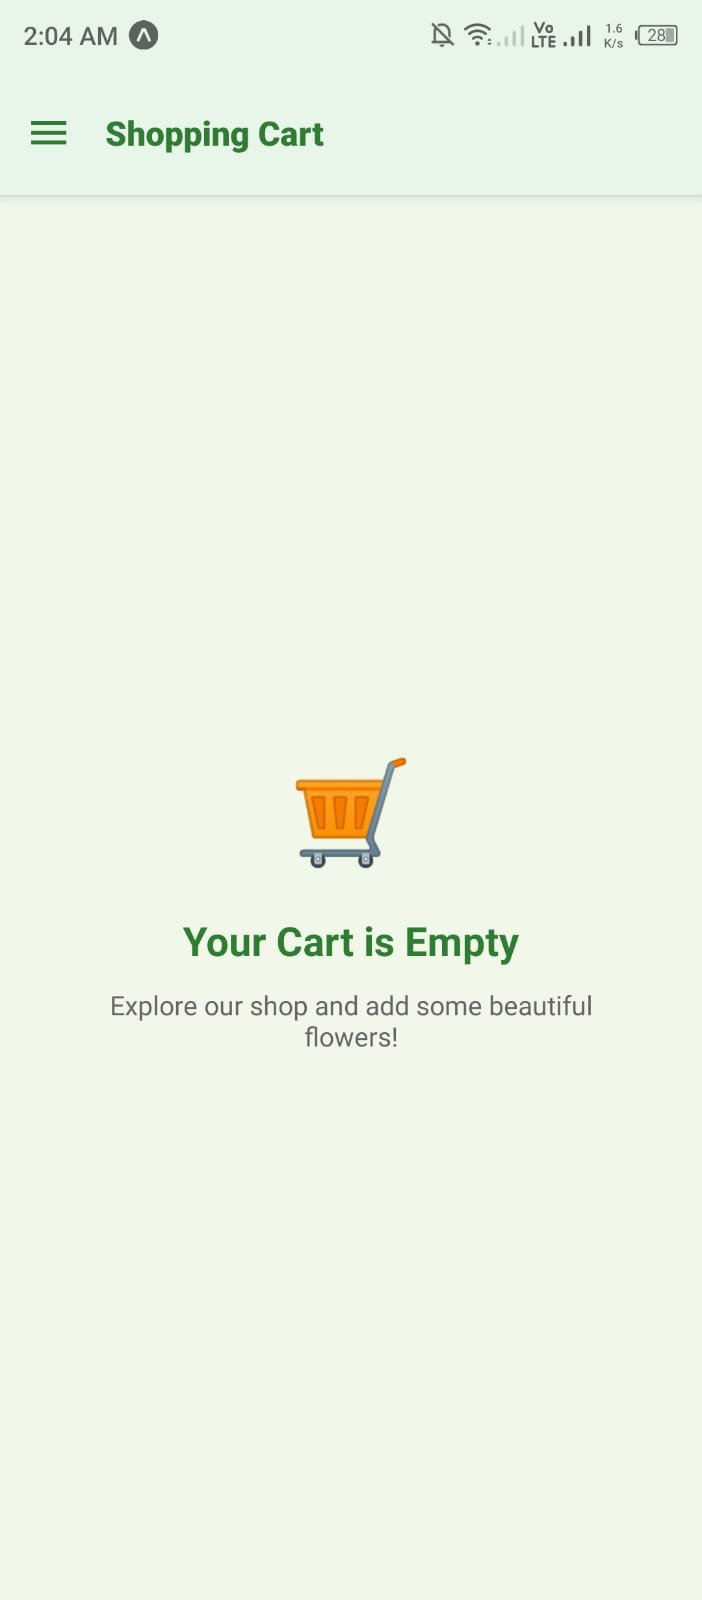 2:04 AM
Vo LTE 1.6 K/s 28
Shopping Cart
Your Cart is Empty
Explore our shop and add some beautiful
flowers!